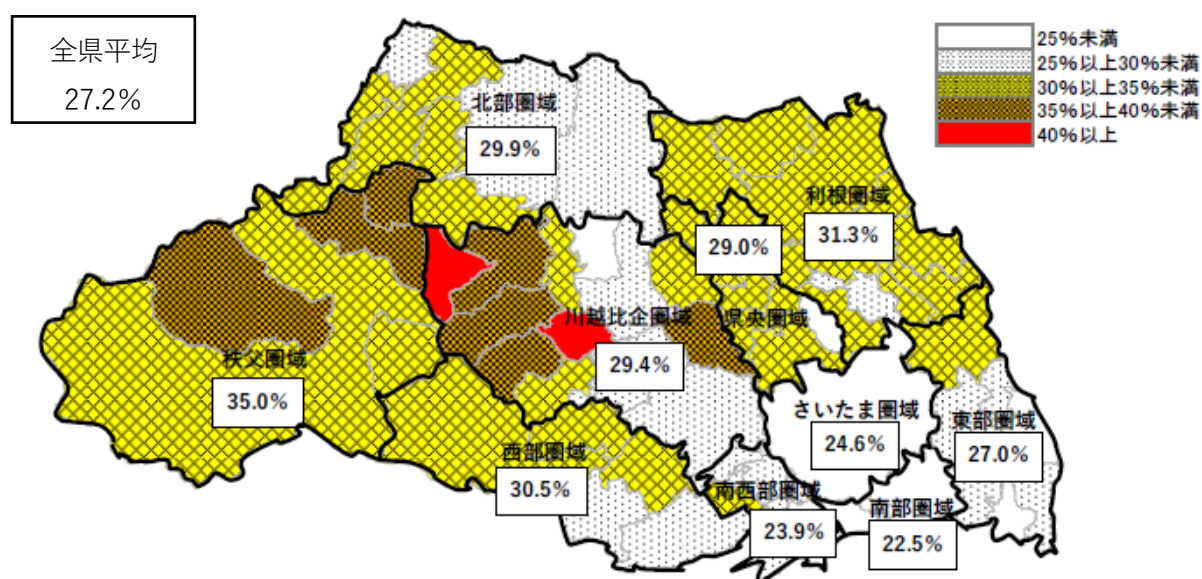 全県平均
27.2%
25%未満
25%以上30%未満
30%以上35%未満
35%以上40%未満
40%以上
北部圏域
29.9%
利根圏域
31.3%
29.0%
県央圏域
川越比企圏域
29.4%
秩父圏域
35.0%
さいたま圏域
24.6%
東部圏域
27.0%
西部圏域
30.5%
南西部圏域
23.9%
南部圏域
22.5%